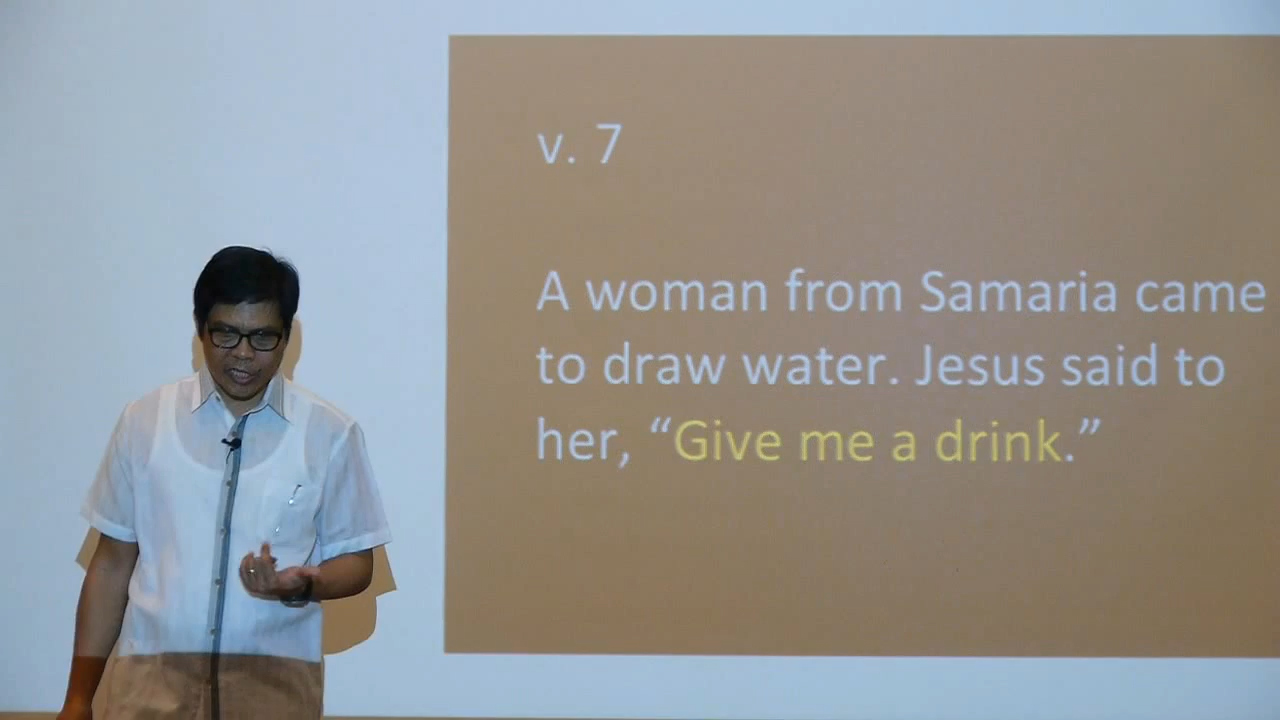 v. 7
A woman from Samaria came
to draw water. Jesus said to
her, “Give me a drink.”